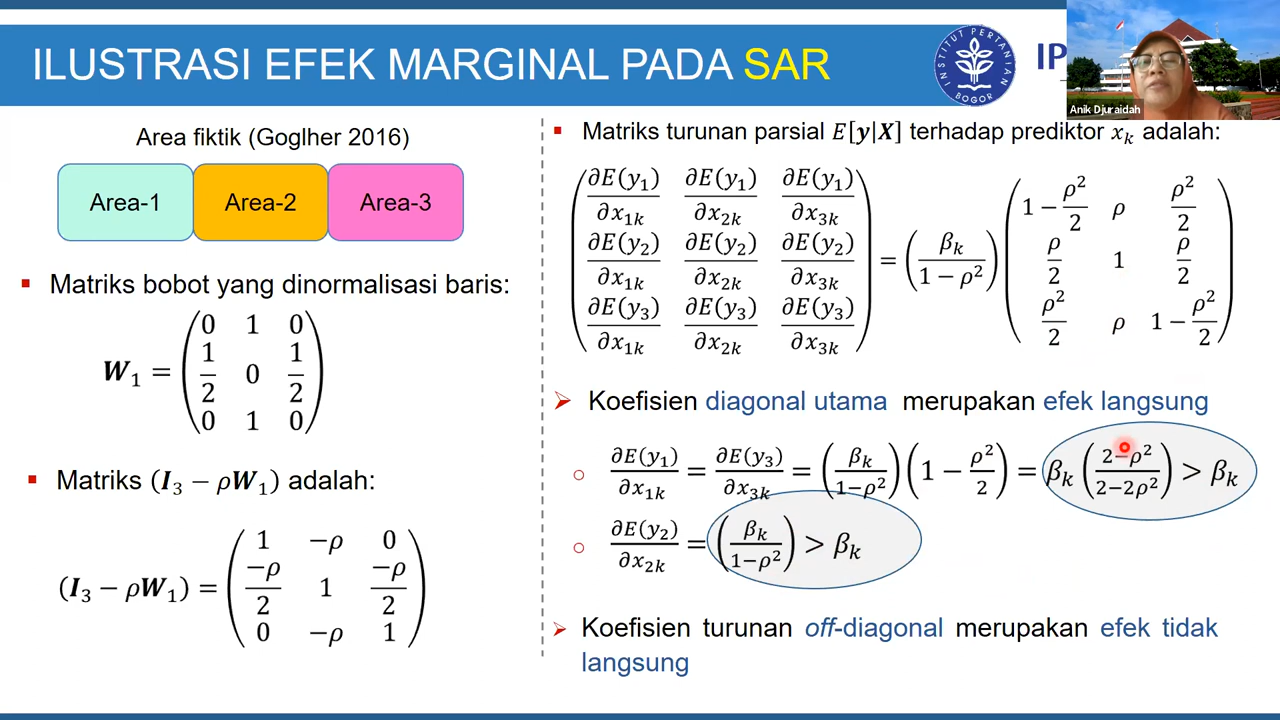 ILUSTRASI EFEK MARGINAL PADA SAR
INSTITUT PERTANIAN
BOGOR
IP
Anik Djuraidah
Area fiktik (Goglher 2016)
Area-1 Area-2 Area-3
▪ Matriks bobot yang dinormalisasi baris:
W₁ = (0 1 0; 1/2 0 1/2; 0 1 0)
▪ Matriks (I₃ − ρW₁) adalah:
(I₃ − ρW₁) = (1 −ρ 0; −ρ/2 1 −ρ/2; 0 −ρ 1)
▪ Matriks turunan parsial E[y|X] terhadap prediktor xₖ adalah:
(∂E(y₁)/∂x₁ₖ ∂E(y₁)/∂x₂ₖ ∂E(y₁)/∂x₃ₖ; ∂E(y₂)/∂x₁ₖ ∂E(y₂)/∂x₂ₖ ∂E(y₂)/∂x₃ₖ; ∂E(y₃)/∂x₁ₖ ∂E(y₃)/∂x₂ₖ ∂E(y₃)/∂x₃ₖ) = (βₖ/(1 − ρ²)) (1 − ρ²/2 ρ ρ²/2; ρ/2 1 ρ/2; ρ²/2 ρ 1 − ρ²/2)
➢ Koefisien diagonal utama merupakan efek langsung
○ ∂E(y₁)/∂x₁ₖ = ∂E(y₃)/∂x₃ₖ = (βₖ/(1−ρ²)) (1 − ρ²/2) = βₖ ((2−ρ²)/(2−2ρ²)) > βₖ
○ ∂E(y₂)/∂x₂ₖ = (βₖ/(1−ρ²)) > βₖ
➢ Koefisien turunan off-diagonal merupakan efek tidak
langsung